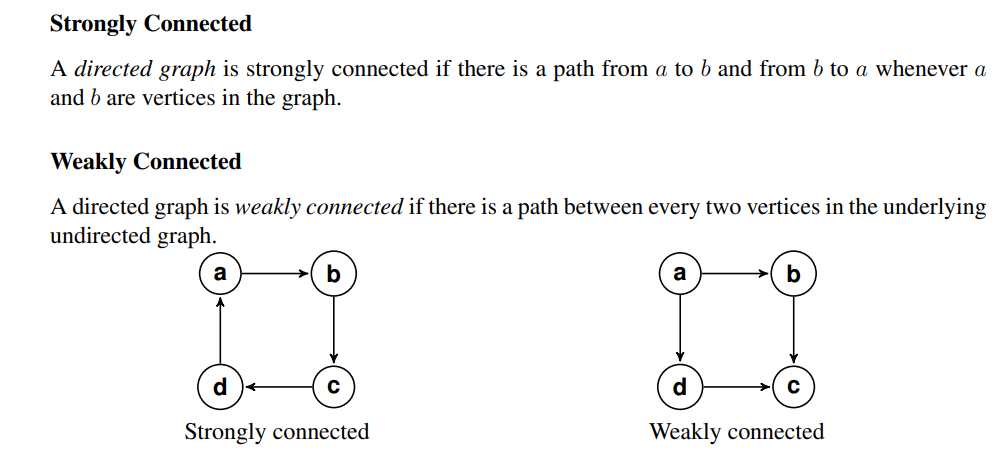 Strongly Connected
A directed graph is strongly connected if there is a path from a to b and from b to a whenever a
and b are vertices in the graph.
Weakly Connected
A directed graph is weakly connected if there is a path between every two vertices in the underlying
undirected graph.
a b a b
d c d c
Strongly connected Weakly connected